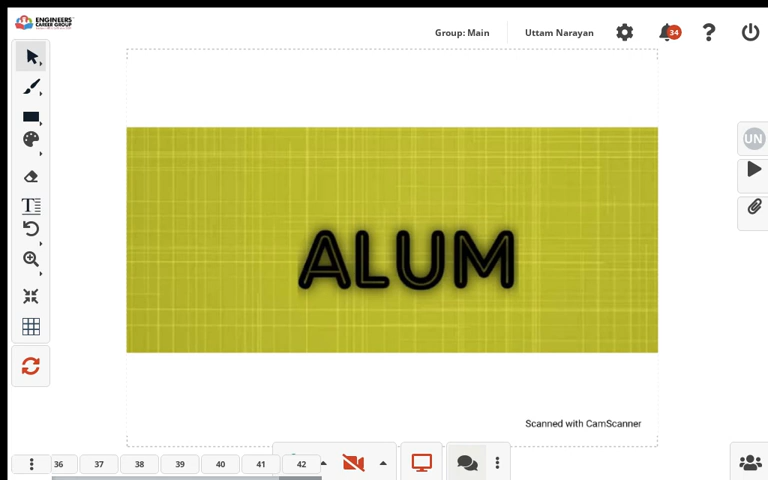 ENGINEERS
CAREER GROUP
Group: Main
Uttam Narayan
34
?
UN
T
ALUM
Scanned with CamScanner
36
37
38
39
40
41
42